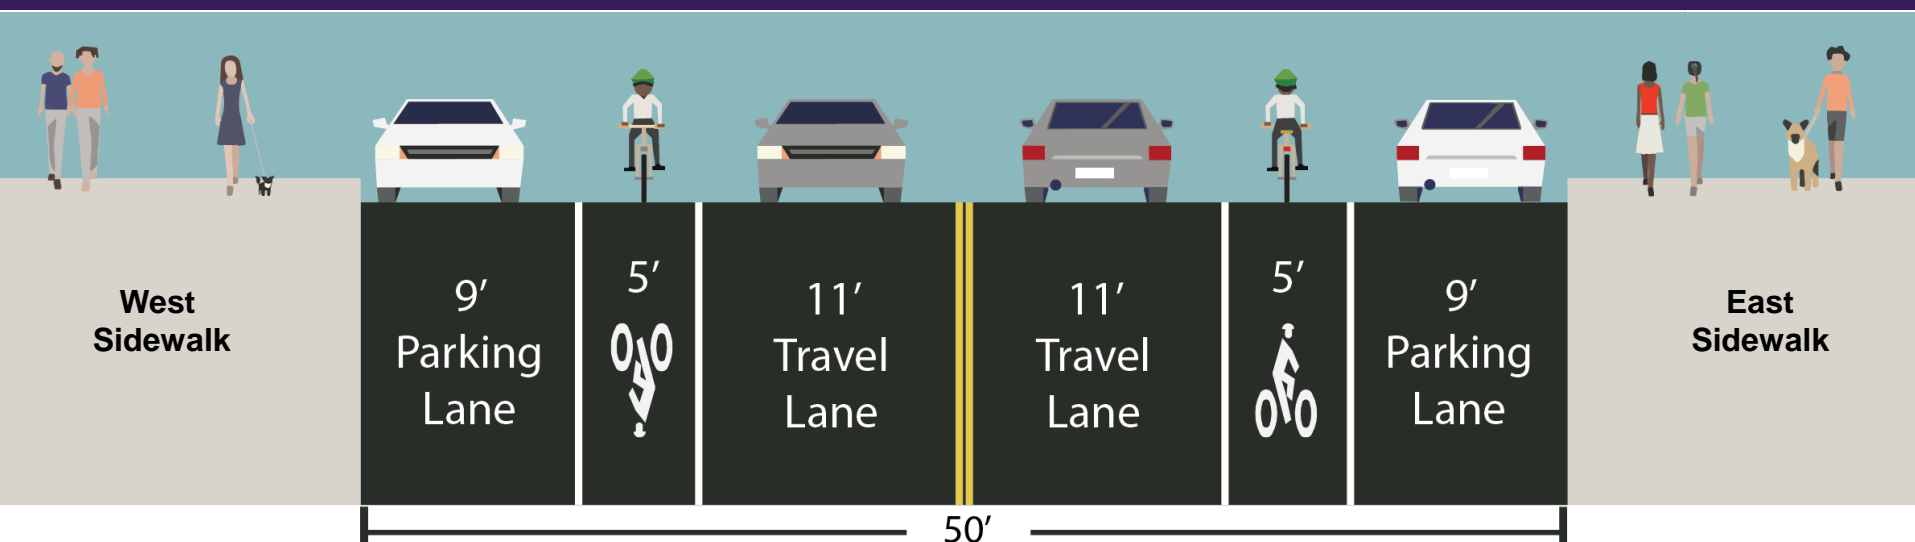 West
Sidewalk
9’
Parking
Lane
5’
11’
Travel
Lane
11’
Travel
Lane
5’
9’
Parking
Lane
East
Sidewalk
50’